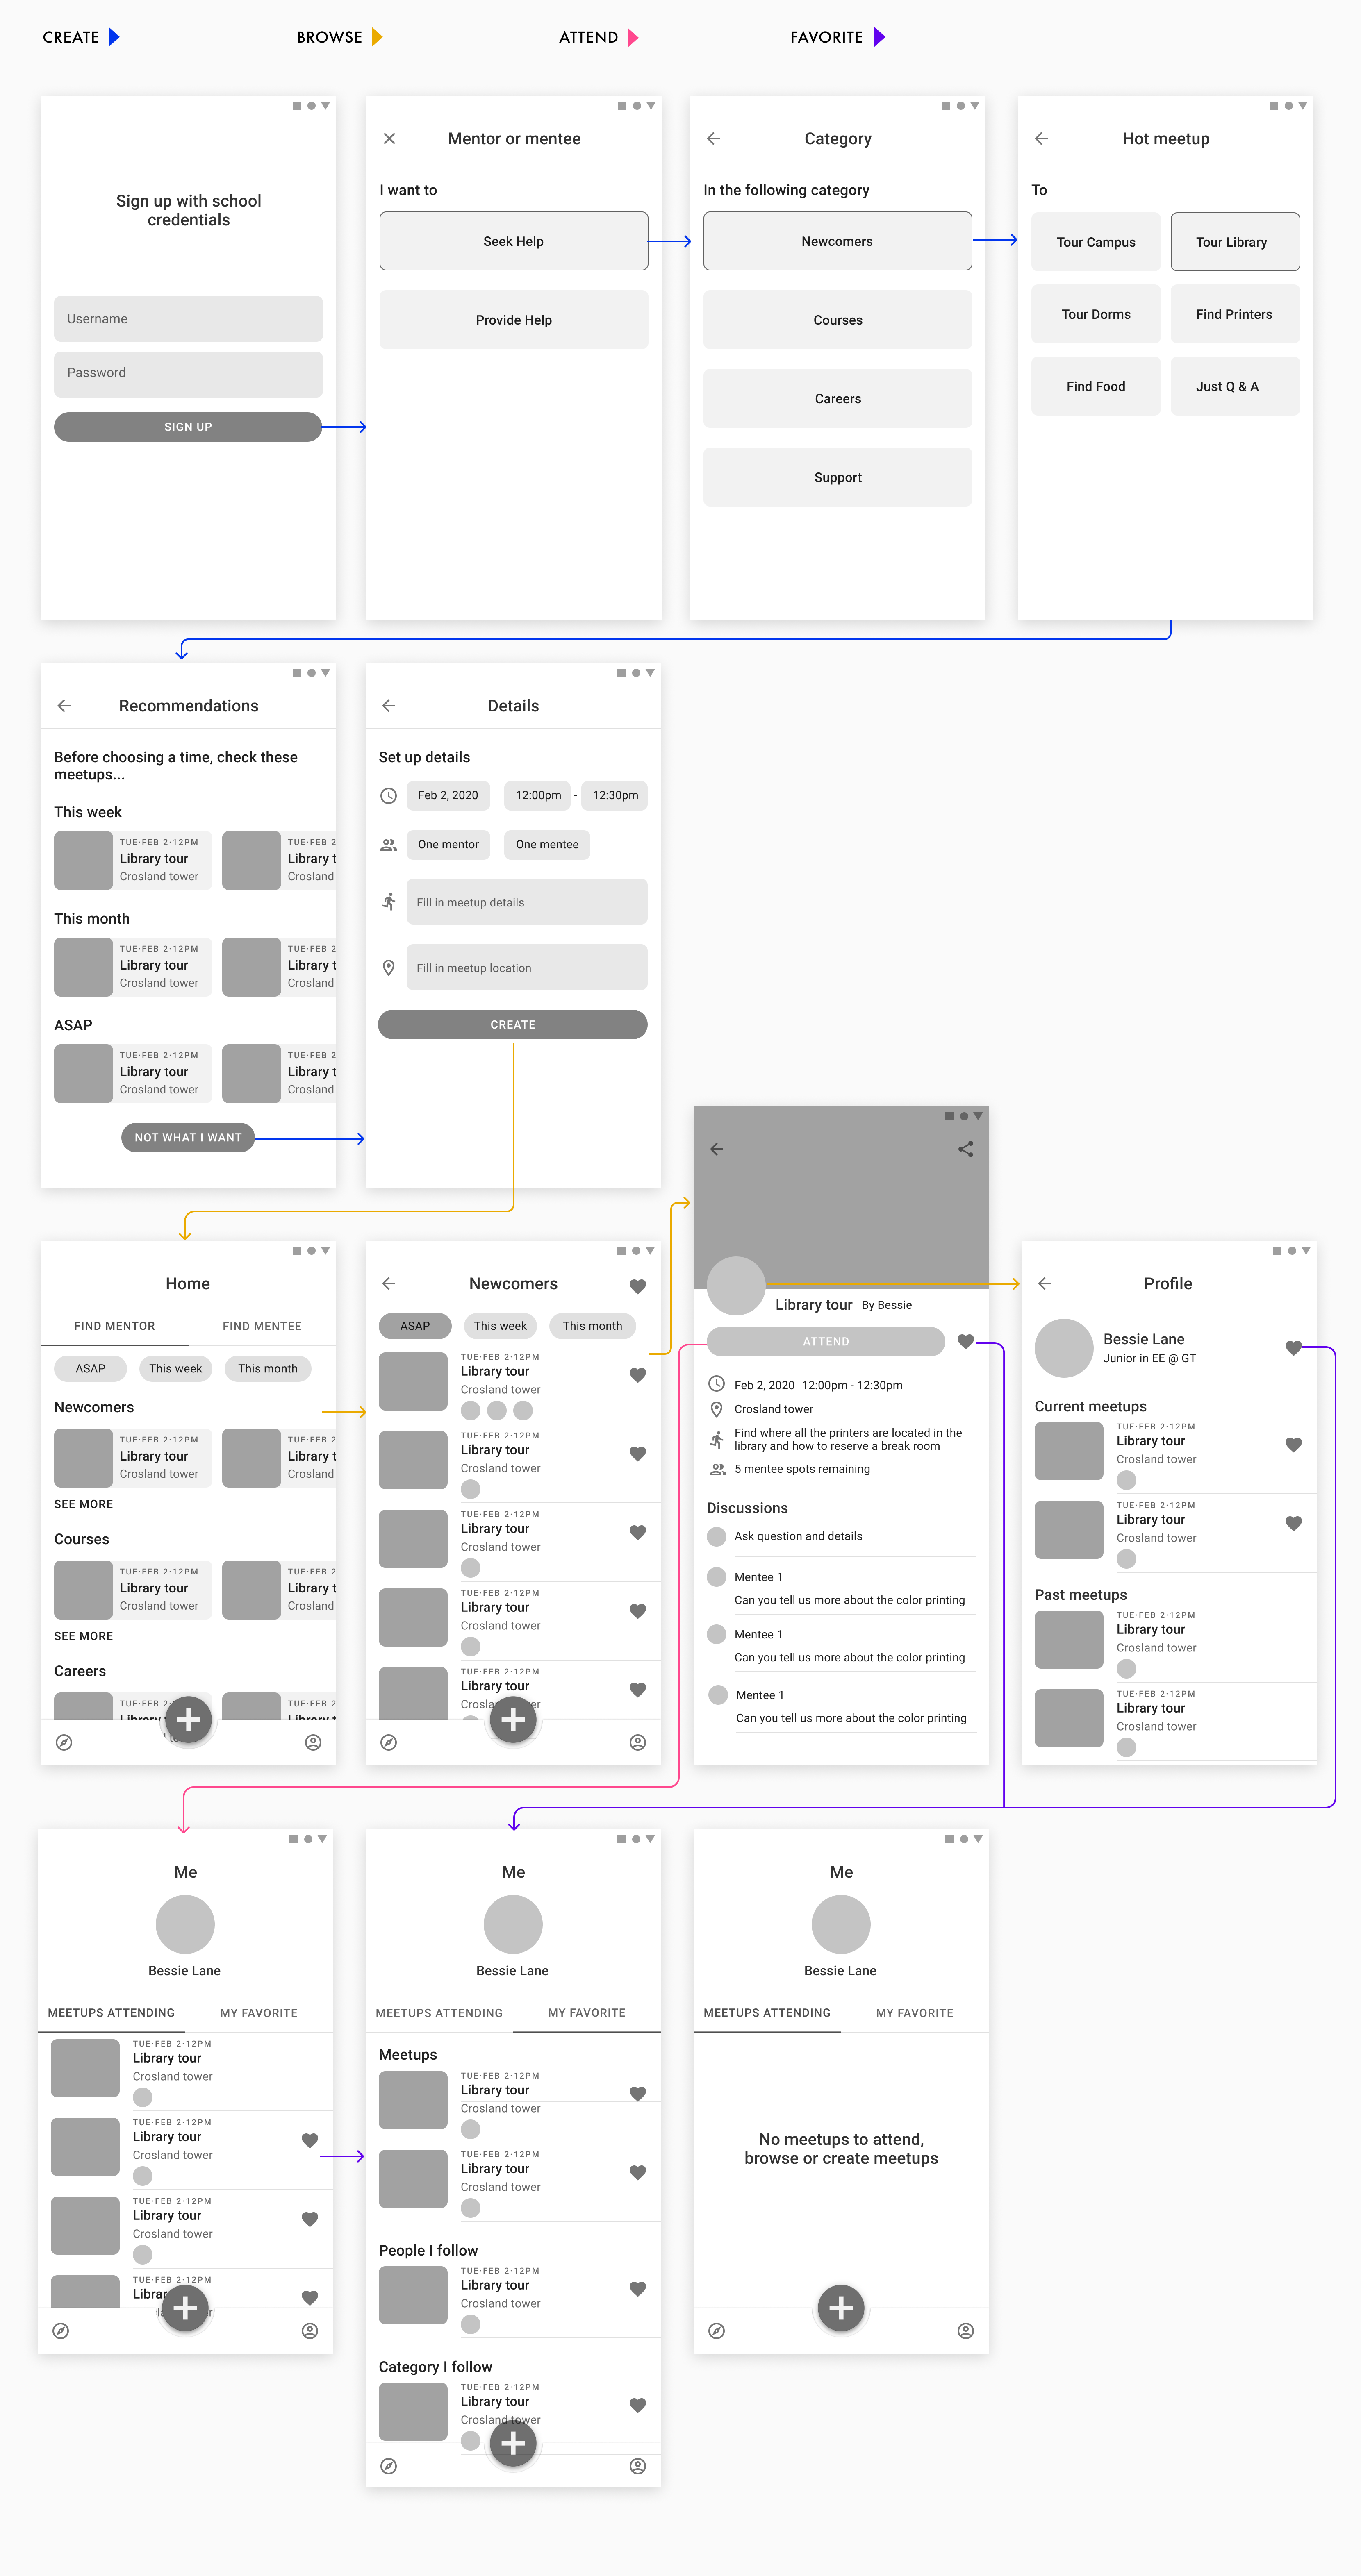 CREATE
BROWSE
ATTEND
FAVORITE
Sign up with school
credentials
Username
Password
SIGN UP
Mentor or mentee
I want to
Seek Help
Provide Help
Category
In the following category
Newcomers
Courses
Careers
Support
Hot meetup
To
Tour Campus
Tour Library
Tour Dorms
Find Printers
Find Food
Just Q & A
Recommendations
Before choosing a time, check these
meetups...
This week
TUE·FEB 2·12PM
Library tour
Crosland tower
TUE·FEB 2
Library t
Crosland
This month
TUE·FEB 2·12PM
Library tour
Crosland tower
TUE·FEB 2
Library t
Crosland
ASAP
TUE·FEB 2·12PM
Library tour
Crosland tower
TUE·FEB 2
Library t
Crosland
NOT WHAT I WANT
Details
Set up details
Feb 2, 2020
12:00pm - 12:30pm
One mentor
One mentee
Fill in meetup details
Fill in meetup location
CREATE
Home
FIND MENTOR
FIND MENTEE
ASAP
This week
This month
Newcomers
TUE·FEB 2·12PM
Library tour
Crosland tower
TUE·FEB 2
Library t
Crosland
SEE MORE
Courses
TUE·FEB 2·12PM
Library tour
Crosland tower
TUE·FEB 2
Library t
Crosland
SEE MORE
Careers
TUE·FEB 2
TUE·FEB 2
Library t
Newcomers
ASAP
This week
This month
TUE·FEB 2·12PM
Library tour
Crosland tower
TUE·FEB 2·12PM
Library tour
Crosland tower
TUE·FEB 2·12PM
Library tour
Crosland tower
TUE·FEB 2·12PM
Library tour
Crosland tower
TUE·FEB 2·12PM
Library tour
Library tour By Bessie
ATTEND
Feb 2, 2020 12:00pm - 12:30pm
Crosland tower
Find where all the printers are located in the
library and how to reserve a break room
5 mentee spots remaining
Discussions
Ask question and details
Mentee 1
Can you tell us more about the color printing
Mentee 1
Can you tell us more about the color printing
Mentee 1
Can you tell us more about the color printing
Profile
Bessie Lane
Junior in EE @ GT
Current meetups
TUE·FEB 2·12PM
Library tour
Crosland tower
TUE·FEB 2·12PM
Library tour
Crosland tower
Past meetups
TUE·FEB 2·12PM
Library tour
Crosland tower
TUE·FEB 2·12PM
Library tour
Crosland tower
Me
Bessie Lane
MEETUPS ATTENDING
MY FAVORITE
TUE·FEB 2·12PM
Library tour
Crosland tower
TUE·FEB 2·12PM
Library tour
Crosland tower
TUE·FEB 2·12PM
Library tour
Crosland tower
TUE·FEB 2·12PM
Librar
Me
Bessie Lane
MEETUPS ATTENDING
MY FAVORITE
Meetups
TUE·FEB 2·12PM
Library tour
Crosland tower
TUE·FEB 2·12PM
Library tour
Crosland tower
People I follow
TUE·FEB 2·12PM
Library tour
Crosland tower
Category I follow
TUE·FEB 2·12PM
Library tour
Crosland tower
Me
Bessie Lane
MEETUPS ATTENDING
MY FAVORITE
No meetups to attend,
browse or create meetups